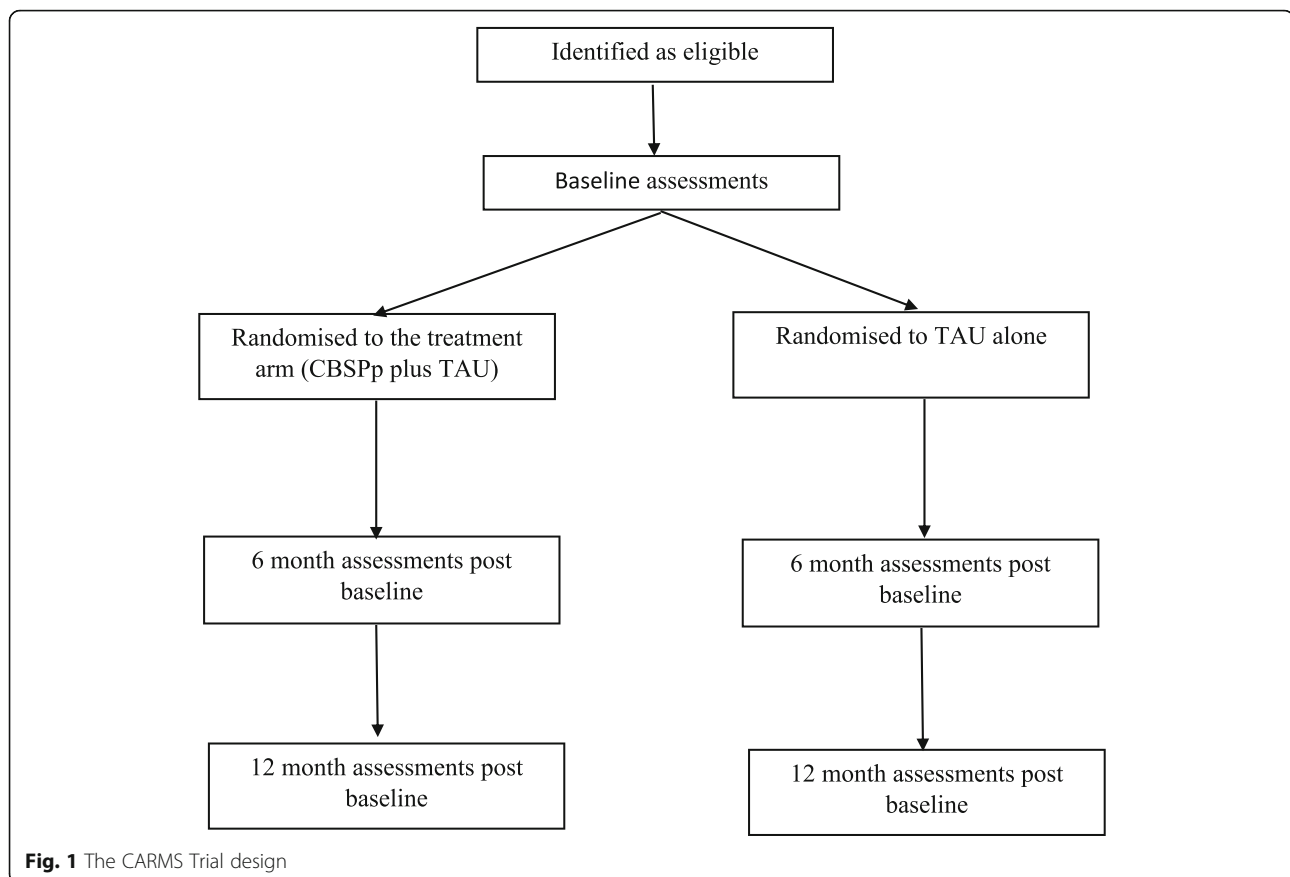 Identified as eligible
Baseline assessments
Randomised to the treatment
arm (CBSPp plus TAU)
Randomised to TAU alone
6 month assessments post
baseline
6 month assessments post
baseline
12 month assessments post
baseline
12 month assessments post
baseline
Fig. 1 The CARMS Trial design